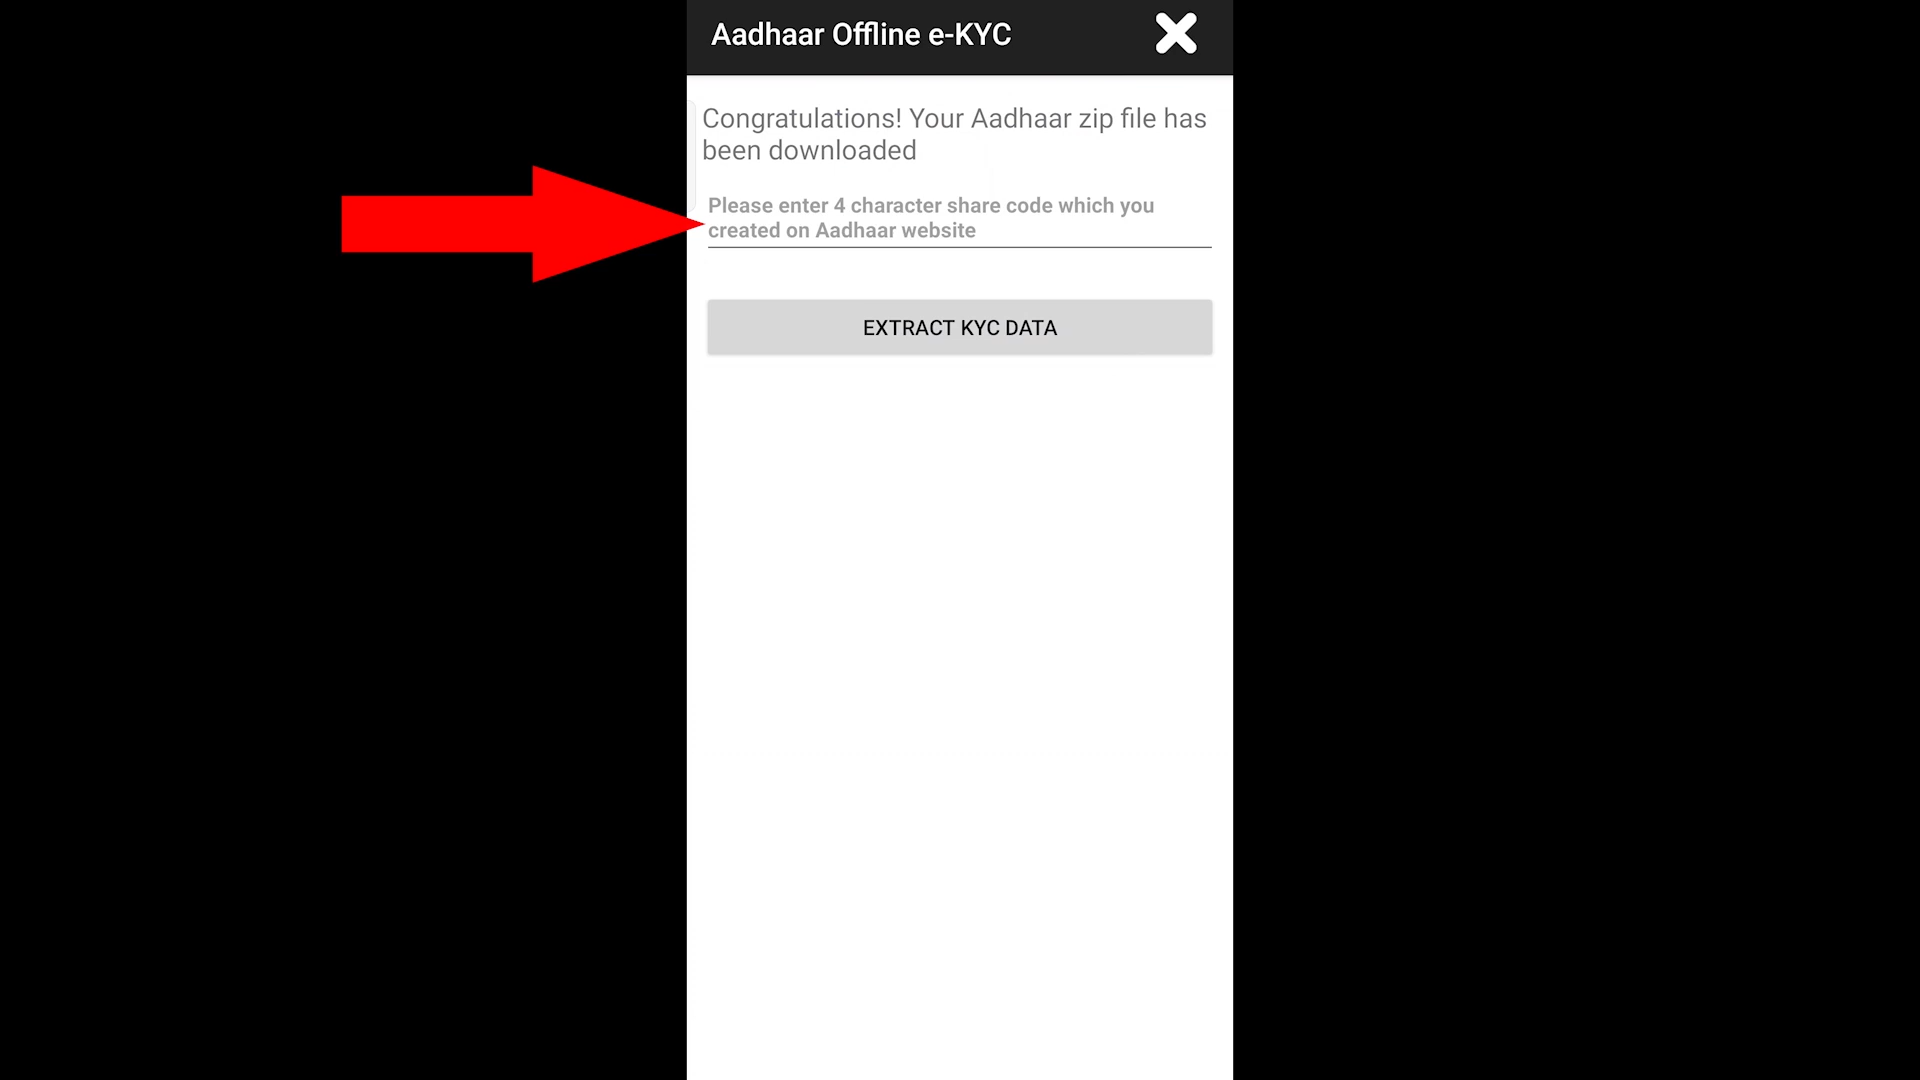 Aadhaar Offline e-KYC
Congratulations! Your Aadhaar zip file has
been downloaded
Please enter 4 character share code which you
created on Aadhaar website
EXTRACT KYC DATA